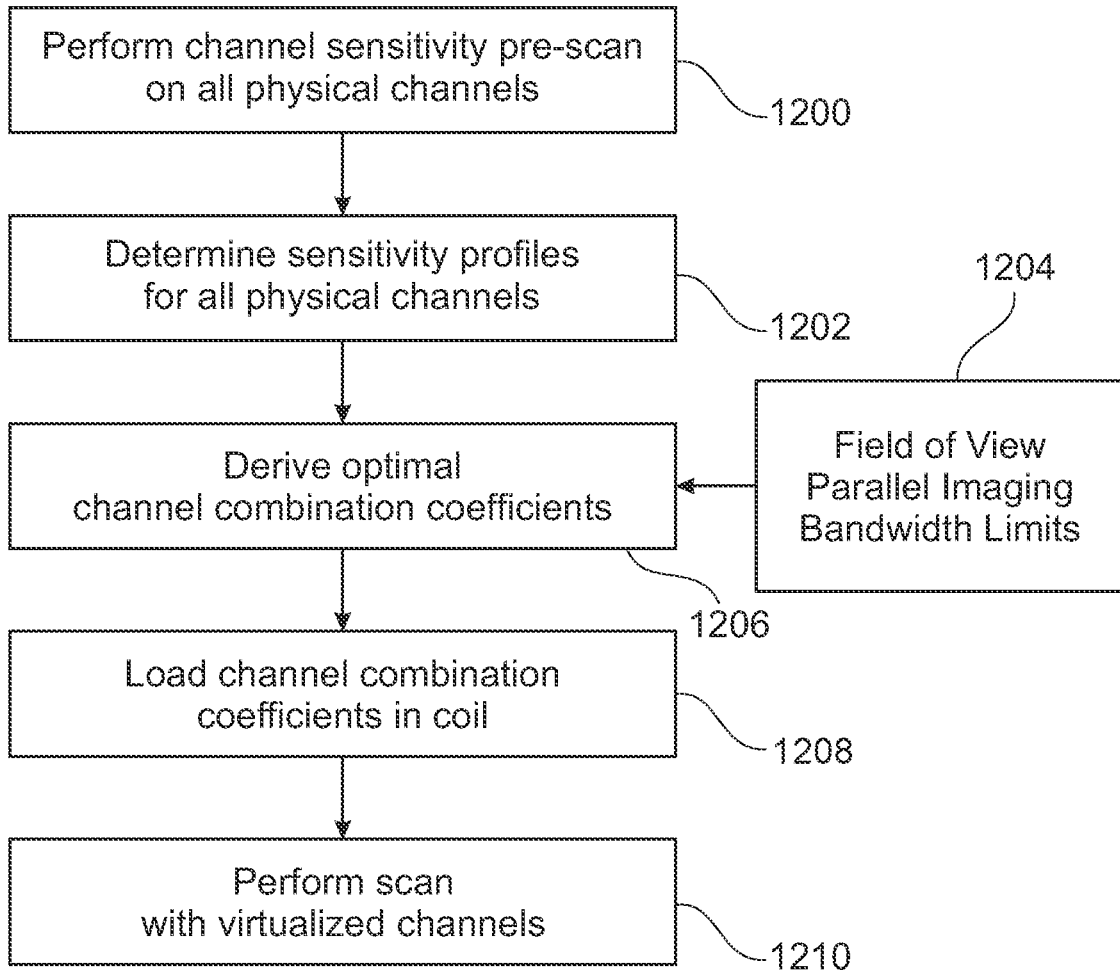 Perform channel sensitivity pre-scan
on all physical channels
1200
Determine sensitivity profiles
for all physical channels
1202
1204
Field of View
Parallel Imaging
Bandwidth Limits
Derive optimal
channel combination coefficients
1206
Load channel combination
coefficients in coil
1208
Perform scan
with virtualized channels
1210